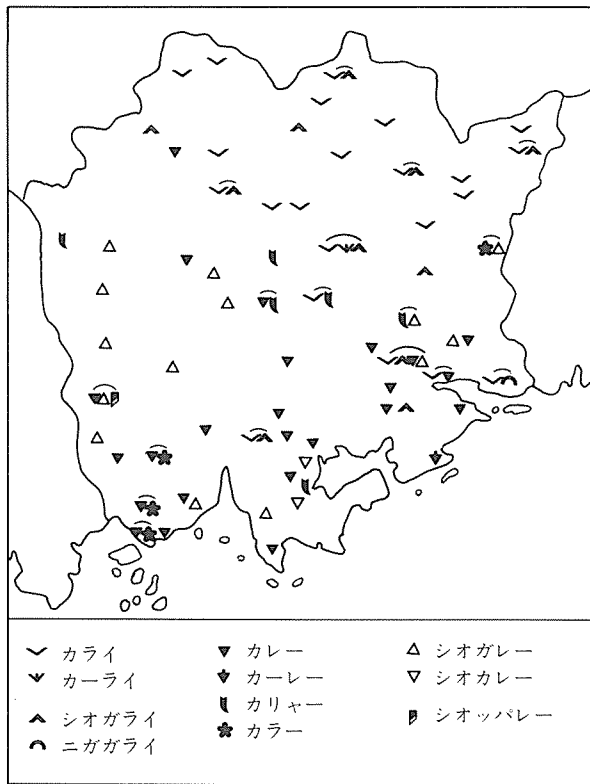 カライ
カーライ
シオガライ
ニガガライ
カレー
カーレー
カリャー
カラー
シオガレー
シオカレー
シオッパレー